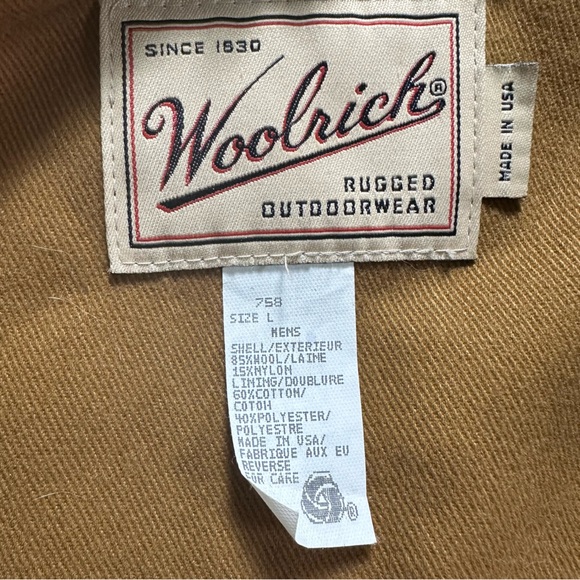 SINCE 1830
Woolrich®
RUGGED
OUTDOORWEAR
MADE IN USA
758
SIZE L
MENS
SHELL/EXTERIEUR
85%WOOL/LAINE
15%NYLON
LINING/DOUBLURE
60%COTTON/
COTOH
40%POLYESTER/
POLYESTRE
MADE IN USA/
FABRIQUE AUX EU
REVERSE
FOR CARE
®